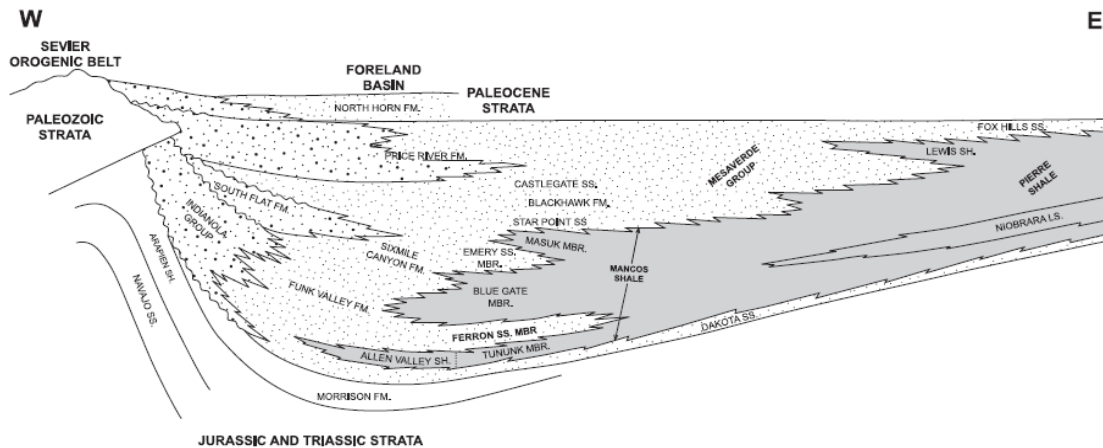 W
E
SEVIER
OROGENIC BELT
FORELAND
BASIN
PALEOCENE
STRATA
NORTH HORN FM.
PALEOZOIC
STRATA
FOX HILLS SS.
LEWIS SH.
PRICE RIVER FM.
MESAVERDE
GROUP
PIERRE
SHALE
CASTLEGATE SS.
BLACKHAWK FM.
SOUTH FLAT FM.
INDIANOLA
GROUP
STAR POINT SS
NIOBRARA LS.
MASUK MBR.
SIXMILE
CANYON FM.
EMERY SS.
MBR.
MANCOS
SHALE
ARAPIEN SH.
NAVAJO SS.
BLUE GATE
MBR.
FUNK VALLEY FM.
DAKOTA SS.
FERRON SS. MBR
ALLEN VALLEY SH.
TUNUNK MBR.
MORRISON FM.
JURASSIC AND TRIASSIC STRATA